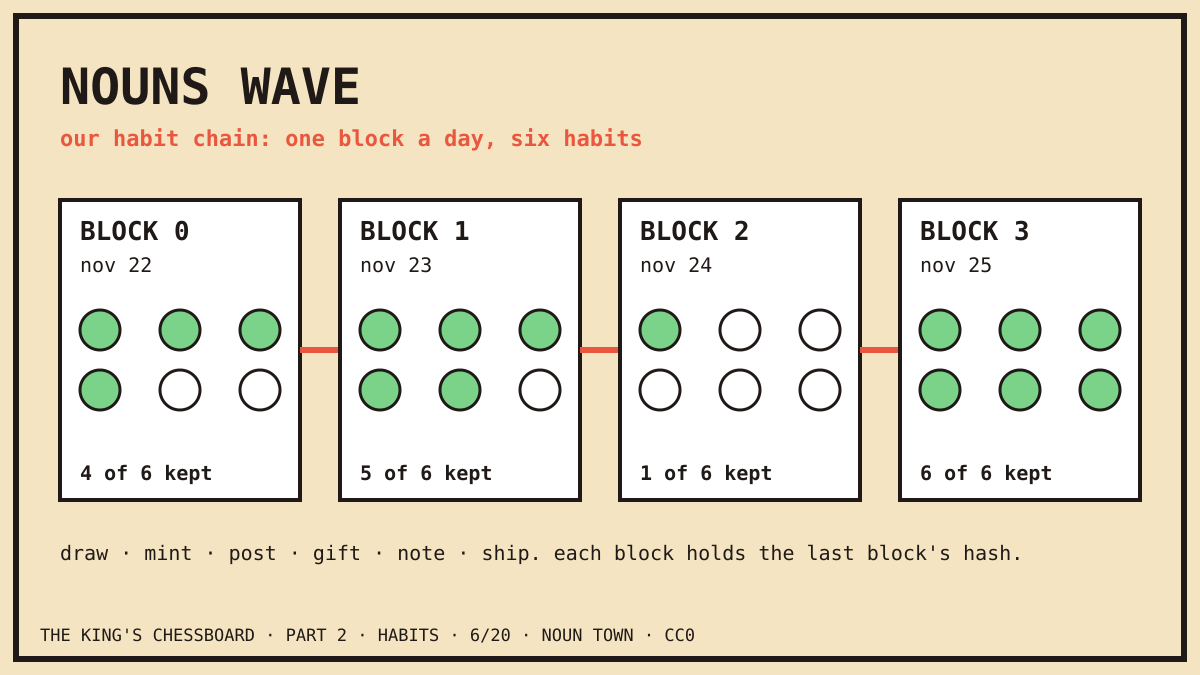 NOUNS WAVE
our habit chain: one block a day, six habits
BLOCK 0
nov 22
4 of 6 kept
BLOCK 1
nov 23
5 of 6 kept
BLOCK 2
nov 24
1 of 6 kept
BLOCK 3
nov 25
6 of 6 kept
draw · mint · post · gift · note · ship. each block holds the last block's hash.
THE KING'S CHESSBOARD · PART 2 · HABITS · 6/20 · NOUN TOWN · CC0